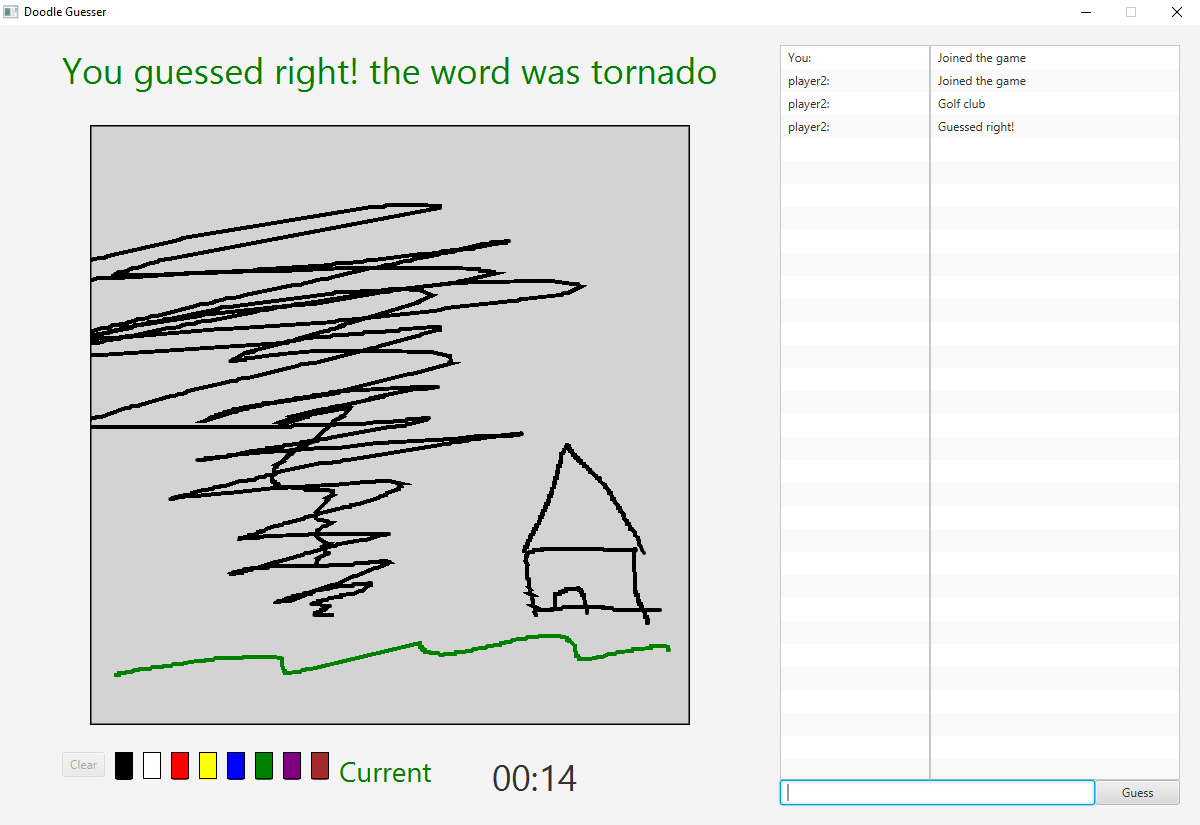 Doodle Guesser
You guessed right! the word was tornado
You: Joined the game
player2: Joined the game
player2: Golf club
player2: Guessed right!
Clear
Current
00:14
Guess